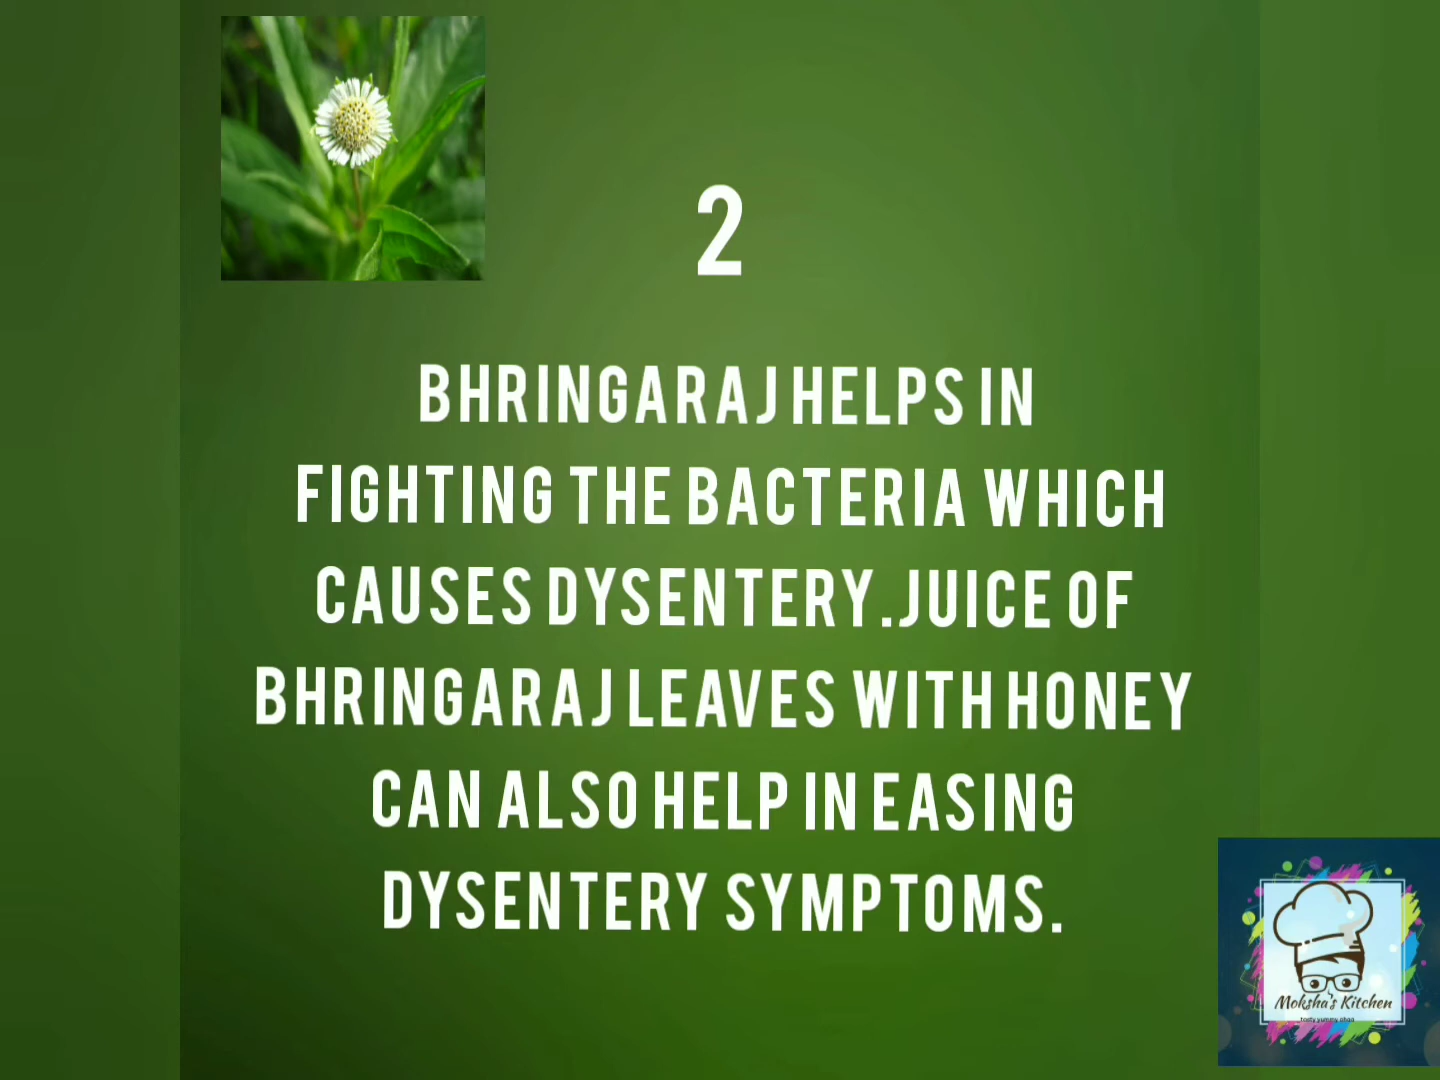 2
BHRINGARAJ HELPS IN
FIGHTING THE BACTERIA WHICH
CAUSES DYSENTERY.JUICE OF
BHRINGARAJ LEAVES WITH HONEY
CAN ALSO HELP IN EASING
DYSENTERY SYMPTOMS.
Moksha's Kitchen